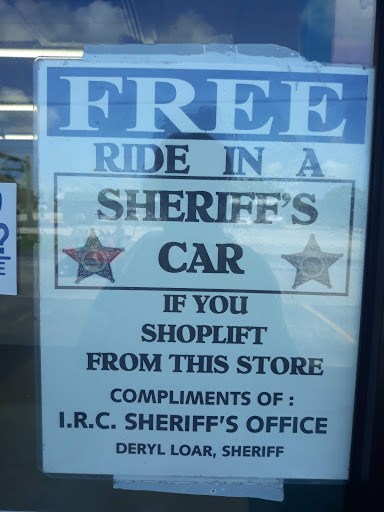 FREE
RIDE IN A
SHERIFF'S
CAR
IF YOU
SHOPLIFT
FROM THIS STORE
COMPLIMENTS OF :
I.R.C. SHERIFF'S OFFICE
DERYL LOAR, SHERIFF